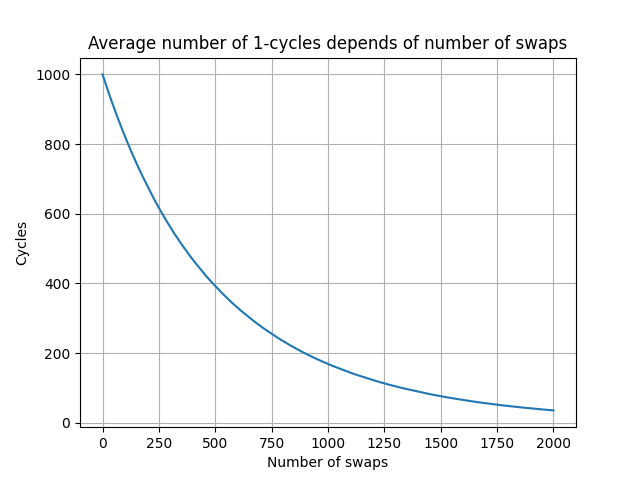 Average number of 1-cycles depends of number of swaps
1000
800
600
400
200
0
Cycles
0 250 500 750 1000 1250 1500 1750 2000
Number of swaps